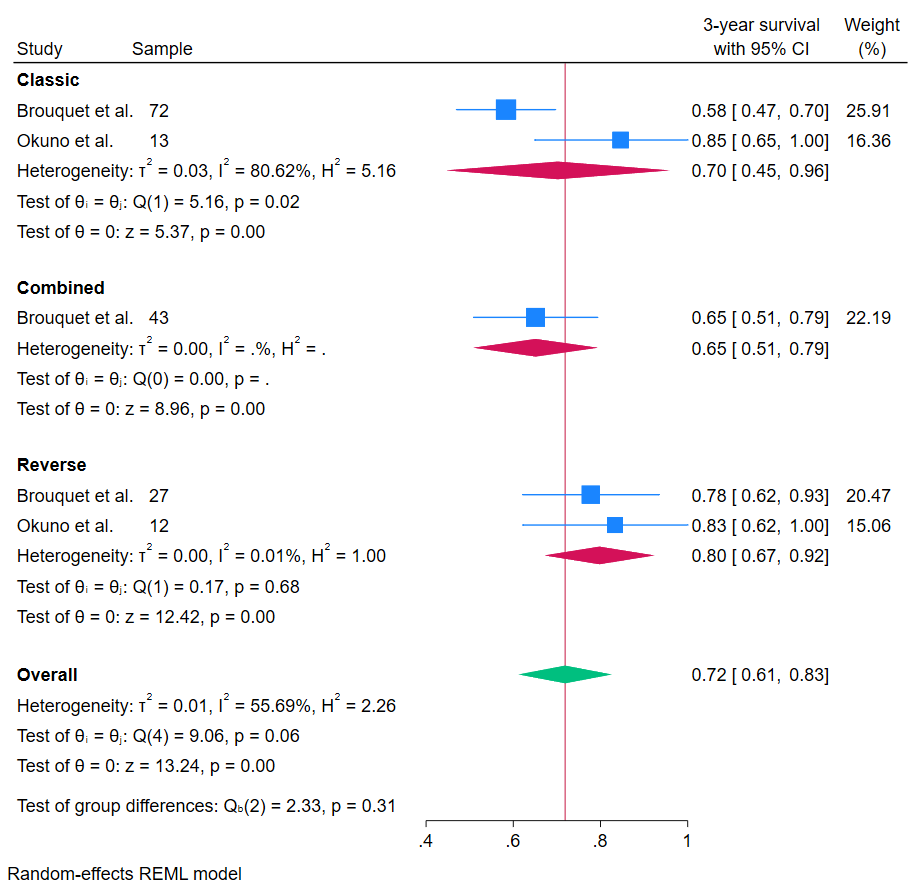 3-year survival Weight
Study Sample with 95% CI (%)
Classic
Brouquet et al. 72 0.58 [ 0.47, 0.70] 25.91
Okuno et al. 13 0.85 [ 0.65, 1.00] 16.36
Heterogeneity: τ² = 0.03, I² = 80.62%, H² = 5.16 0.70 [ 0.45, 0.96]
Test of θᵢ = θⱼ: Q(1) = 5.16, p = 0.02
Test of θ = 0: z = 5.37, p = 0.00
Combined
Brouquet et al. 43 0.65 [ 0.51, 0.79] 22.19
Heterogeneity: τ² = 0.00, I² = .%, H² = . 0.65 [ 0.51, 0.79]
Test of θᵢ = θⱼ: Q(0) = 0.00, p = .
Test of θ = 0: z = 8.96, p = 0.00
Reverse
Brouquet et al. 27 0.78 [ 0.62, 0.93] 20.47
Okuno et al. 12 0.83 [ 0.62, 1.00] 15.06
Heterogeneity: τ² = 0.00, I² = 0.01%, H² = 1.00 0.80 [ 0.67, 0.92]
Test of θᵢ = θⱼ: Q(1) = 0.17, p = 0.68
Test of θ = 0: z = 12.42, p = 0.00
Overall 0.72 [ 0.61, 0.83]
Heterogeneity: τ² = 0.01, I² = 55.69%, H² = 2.26
Test of θᵢ = θⱼ: Q(4) = 9.06, p = 0.06
Test of θ = 0: z = 13.24, p = 0.00
Test of group differences: Q_b(2) = 2.33, p = 0.31
.4 .6 .8 1
Random-effects REML model